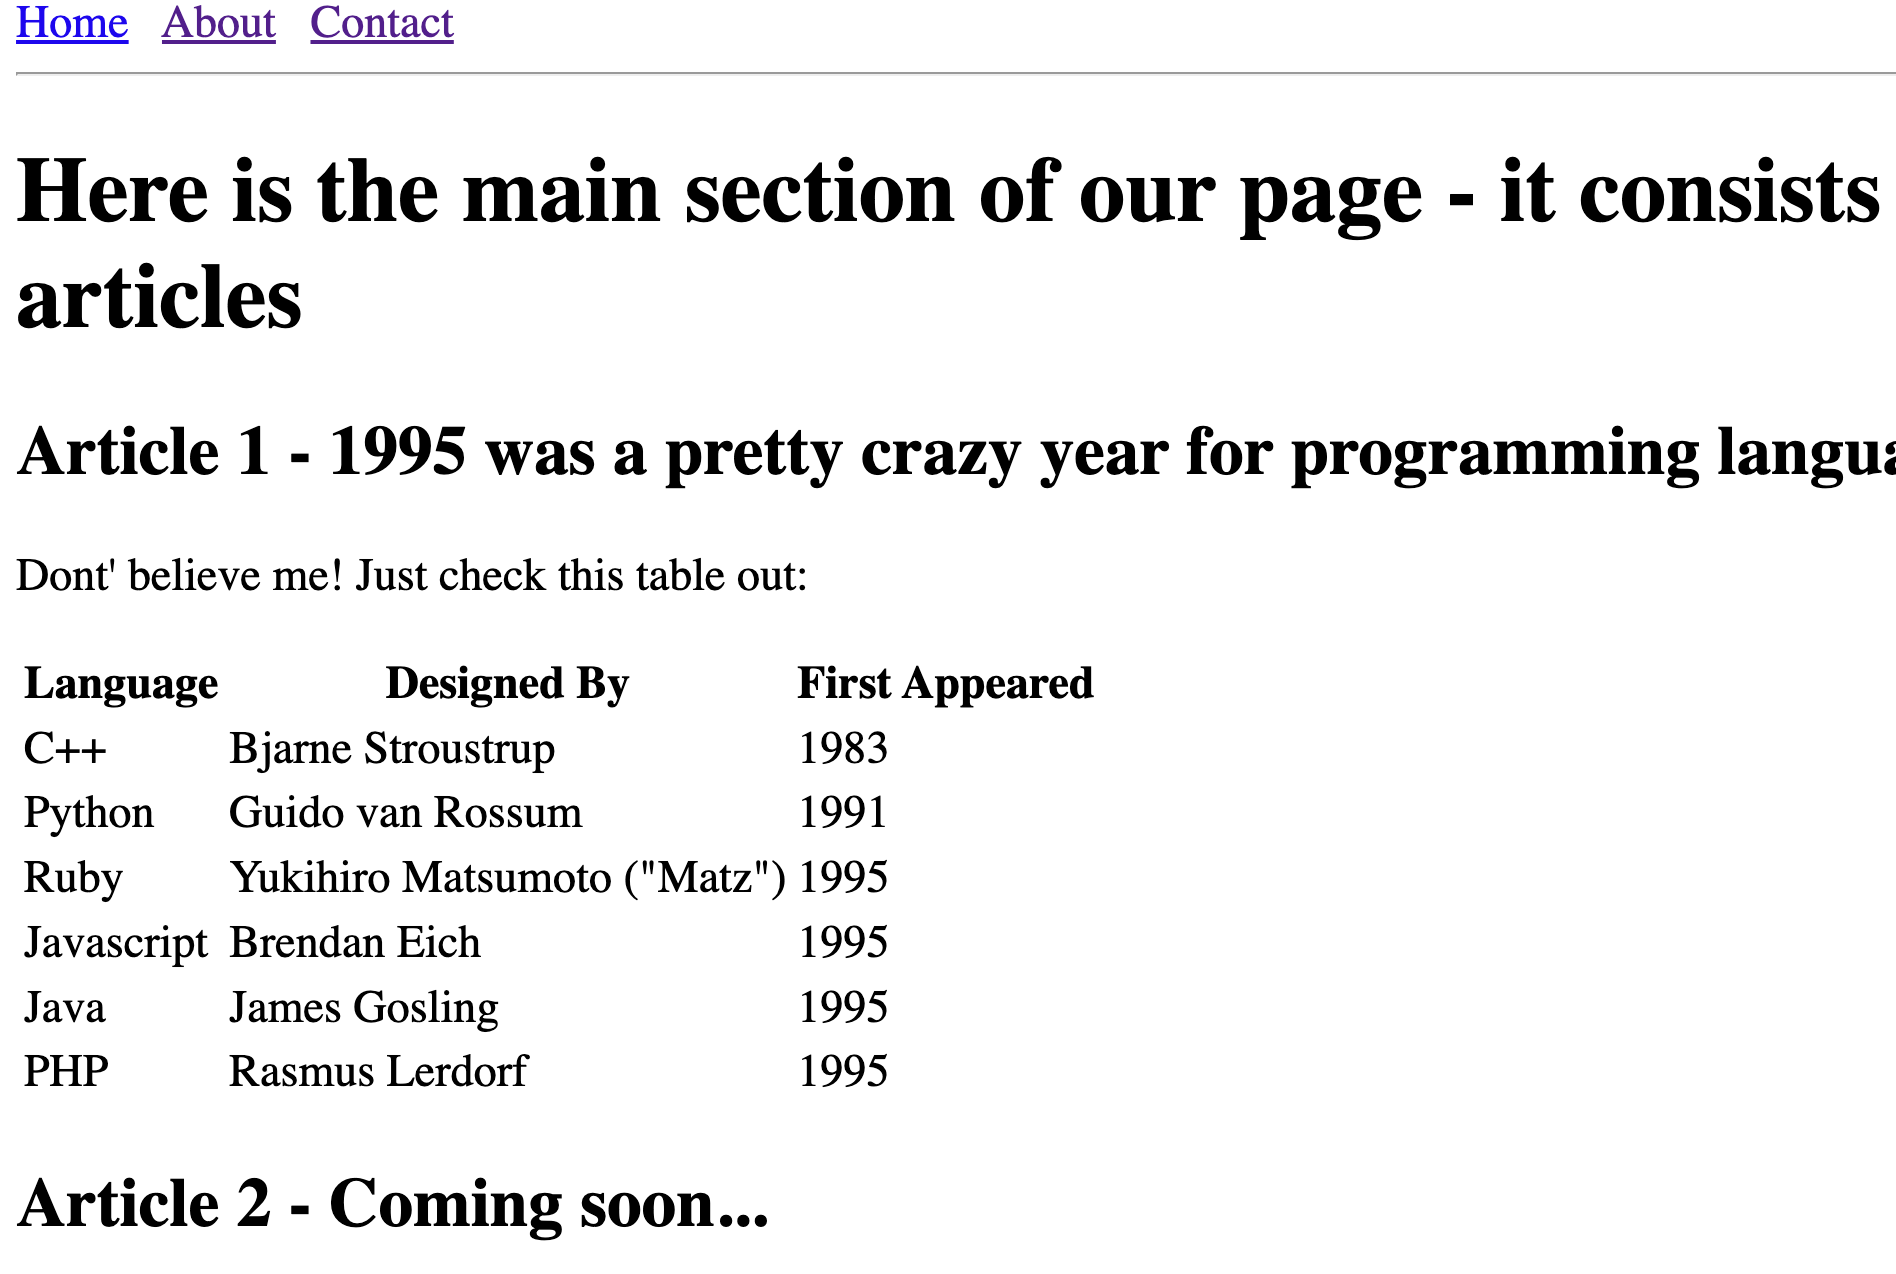 Home About Contact
Here is the main section of our page - it consists
articles
Article 1 - 1995 was a pretty crazy year for programming
Dont' believe me! Just check this table out:
Language Designed By First Appeared
C++ Bjarne Stroustrup 1983
Python Guido van Rossum 1991
Ruby Yukihiro Matsumoto ("Matz") 1995
Javascript Brendan Eich 1995
Java James Gosling 1995
PHP Rasmus Lerdorf 1995
Article 2 - Coming soon...